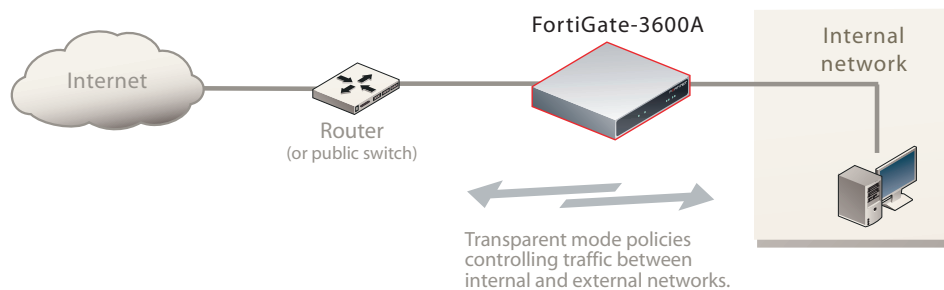 FortiGate-3600A
Internal
network
Internet
Router
(or public switch)
Transparent mode policies
controlling traffic between
internal and external networks.